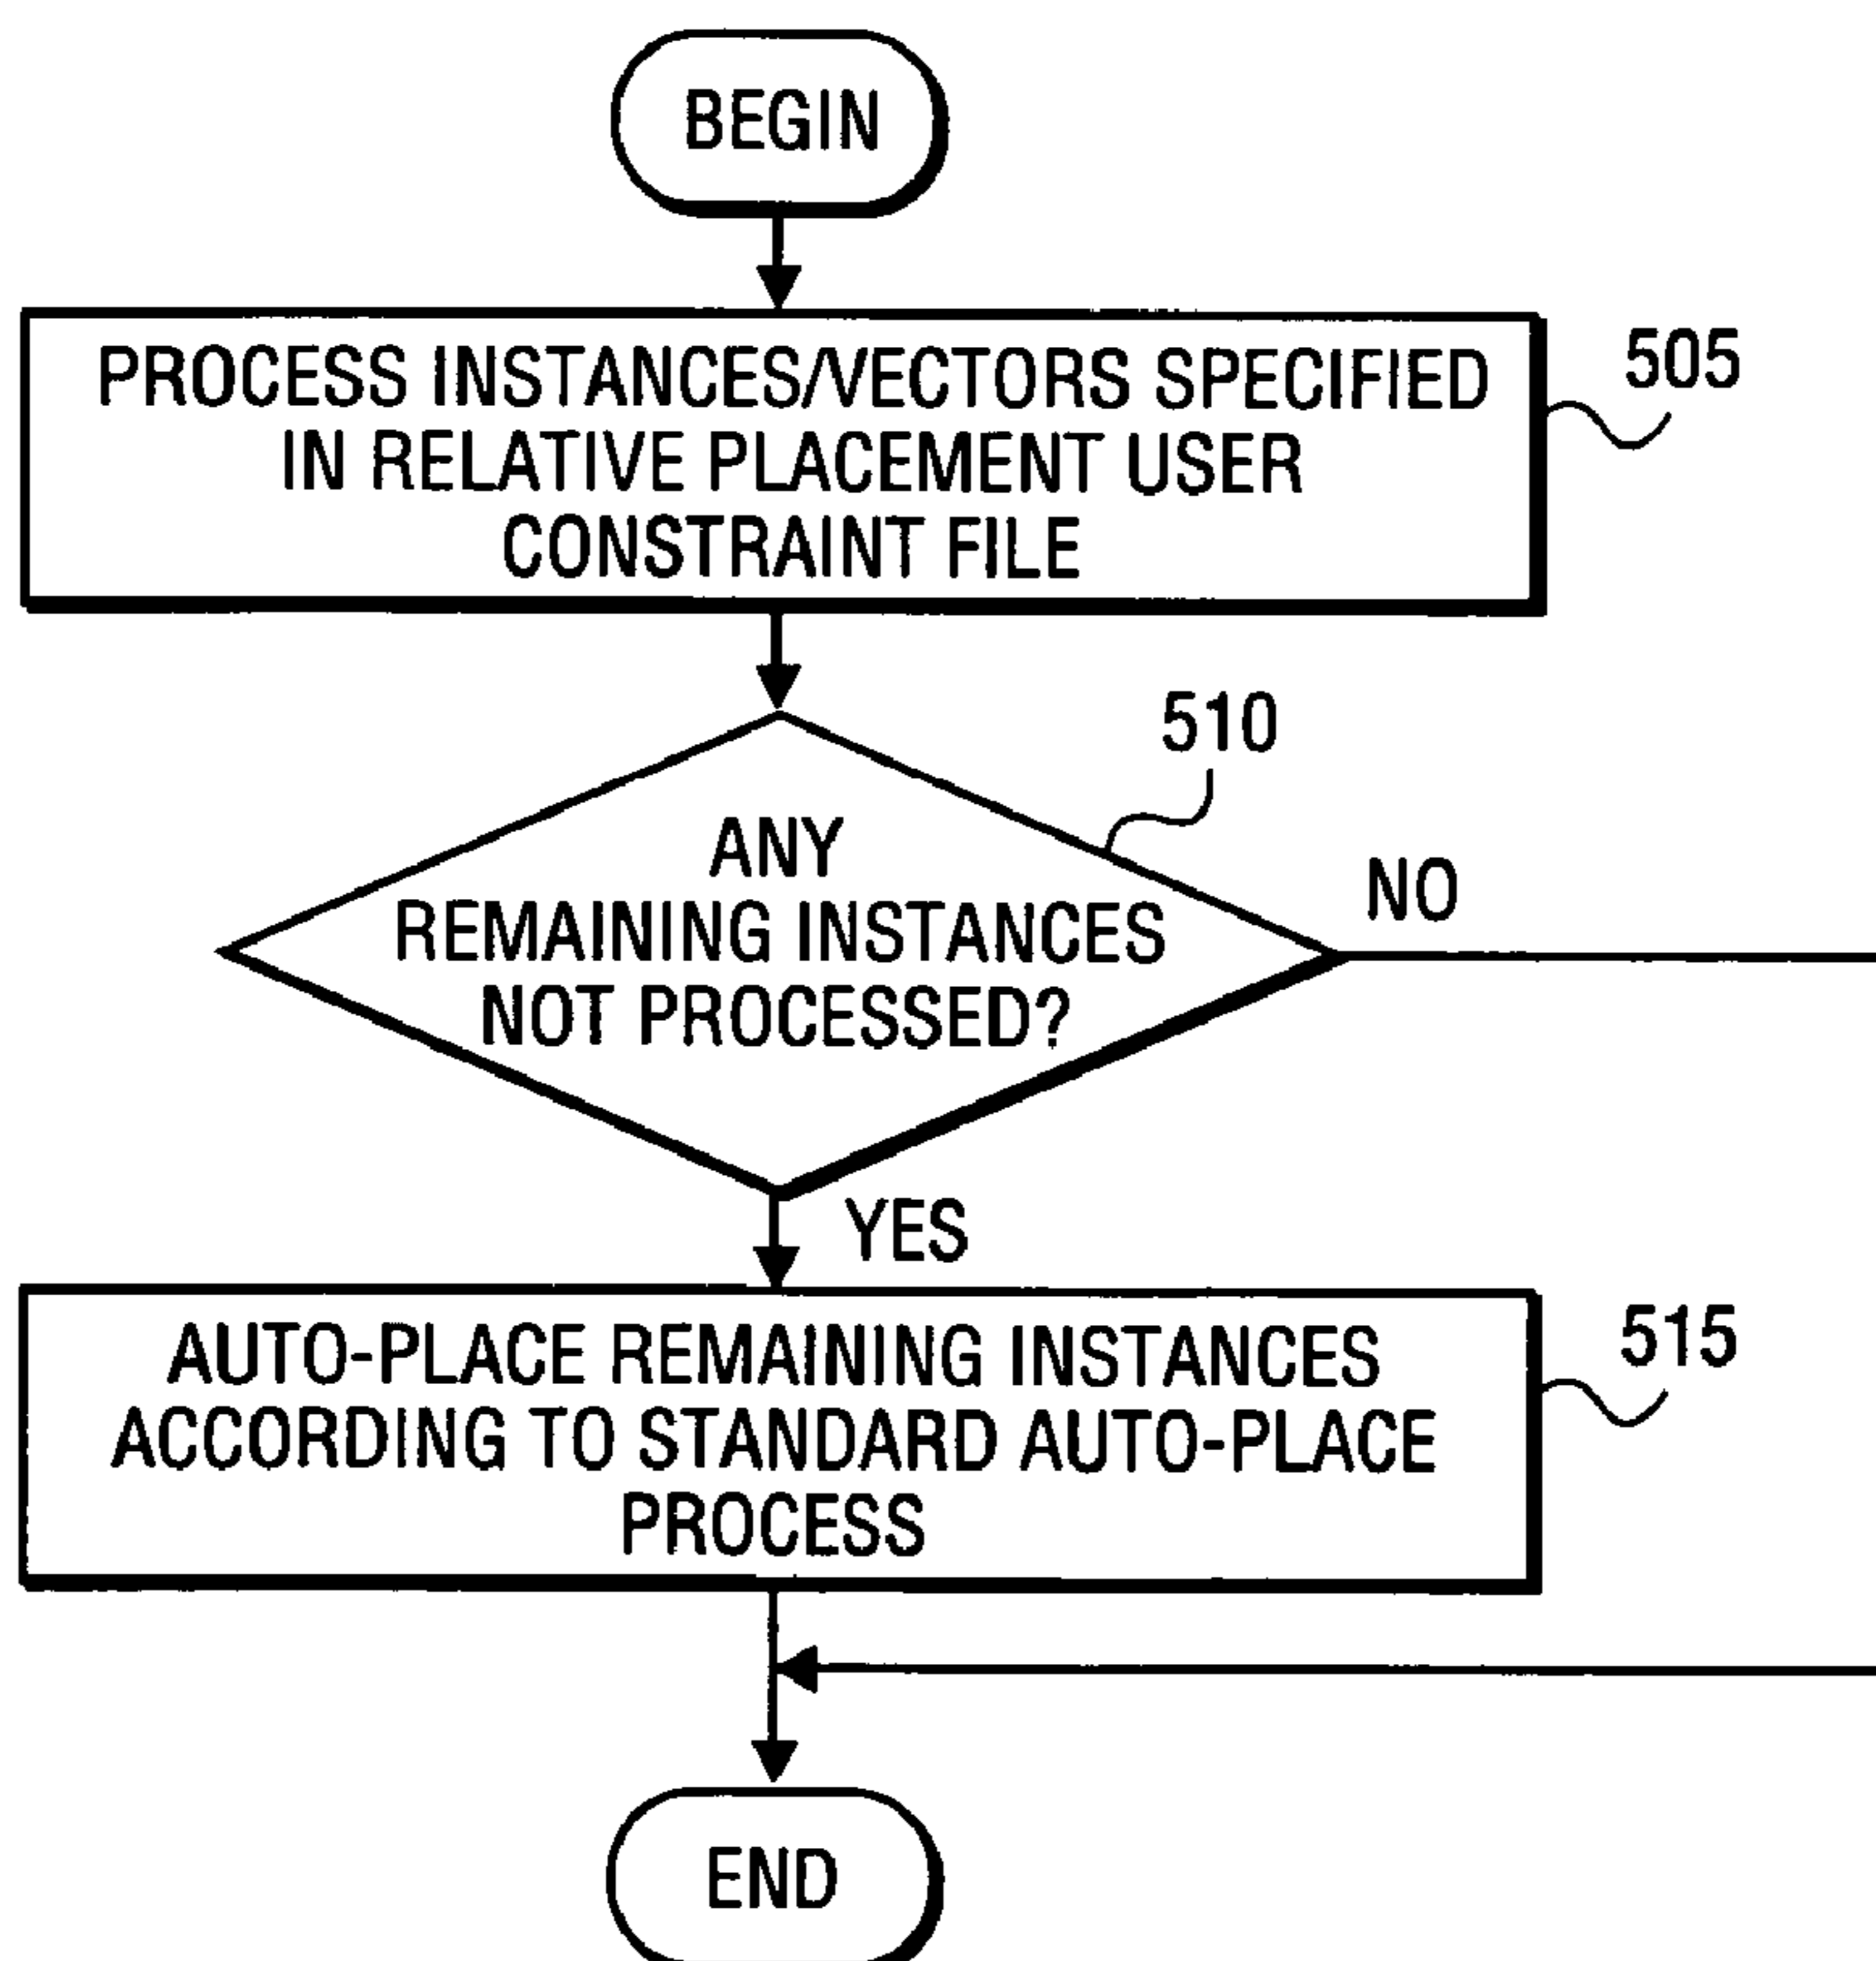 BEGIN
PROCESS INSTANCES/VECTORS SPECIFIED
IN RELATIVE PLACEMENT USER
CONSTRAINT FILE
505
510
ANY
REMAINING INSTANCES
NOT PROCESSED?
NO
YES
AUTO-PLACE REMAINING INSTANCES
ACCORDING TO STANDARD AUTO-PLACE
PROCESS
515
END